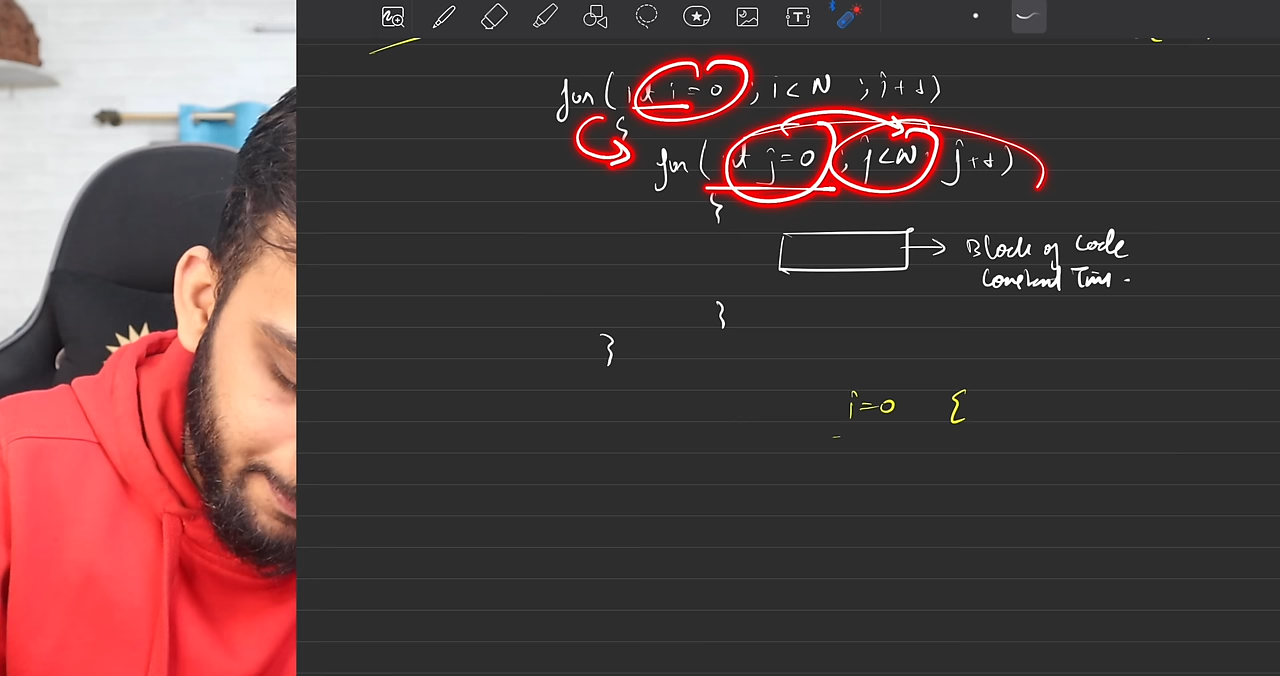 for( int i=0 ; i<N ; i++)
{
for( int j=0 ; j<N ; j++)
{
→ Block of Code
Constant Time.
}
}
i=0 {